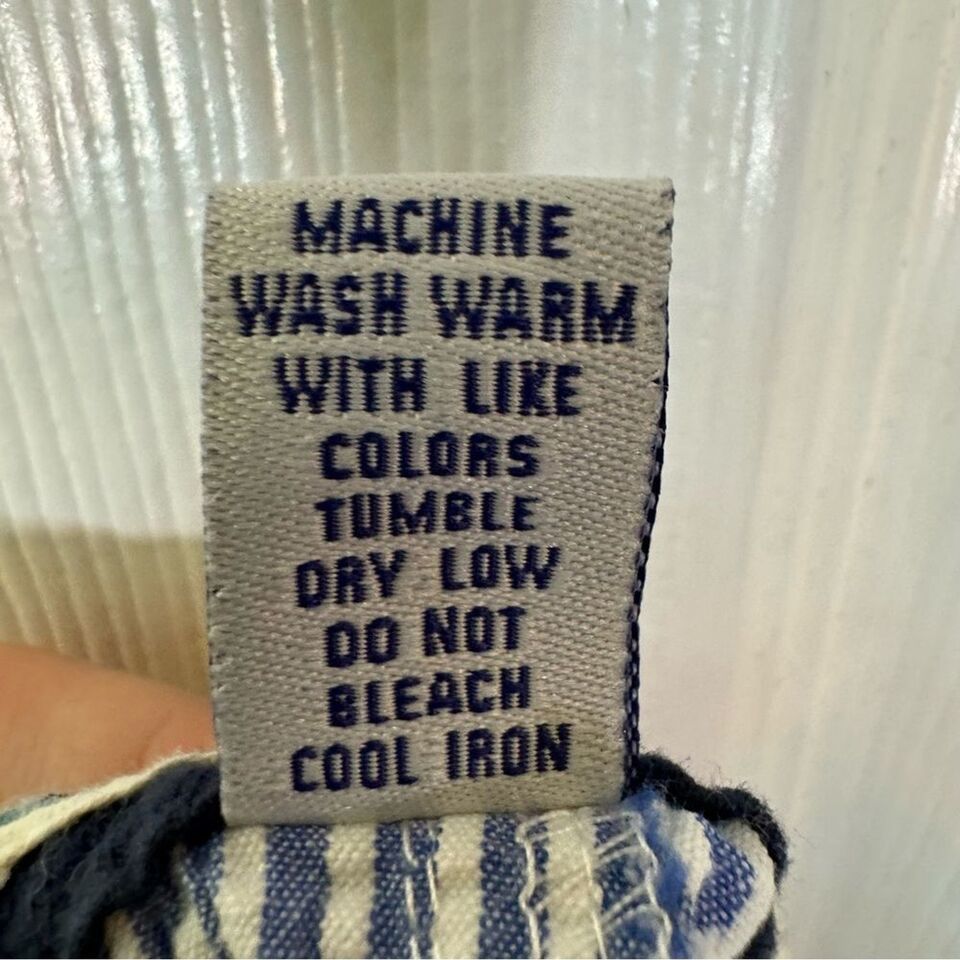 MACHINE
WASH WARM
WITH LIKE
COLORS
TUMBLE
DRY LOW
DO NOT
BLEACH
COOL IRON